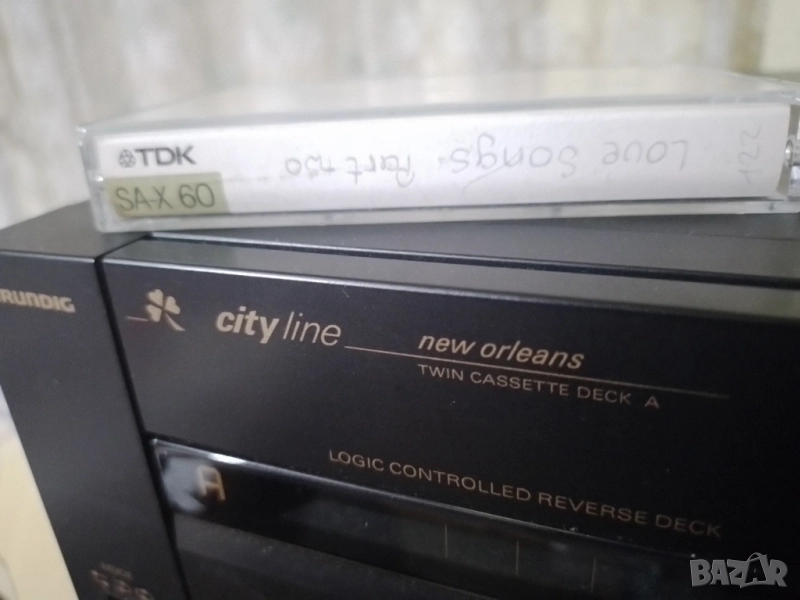 TDK
SA-X 60
Love Songs. Part two
122
GRUNDIG
city line
new orleans
TWIN CASSETTE DECK A
LOGIC CONTROLLED REVERSE DECK
A
BAZAR